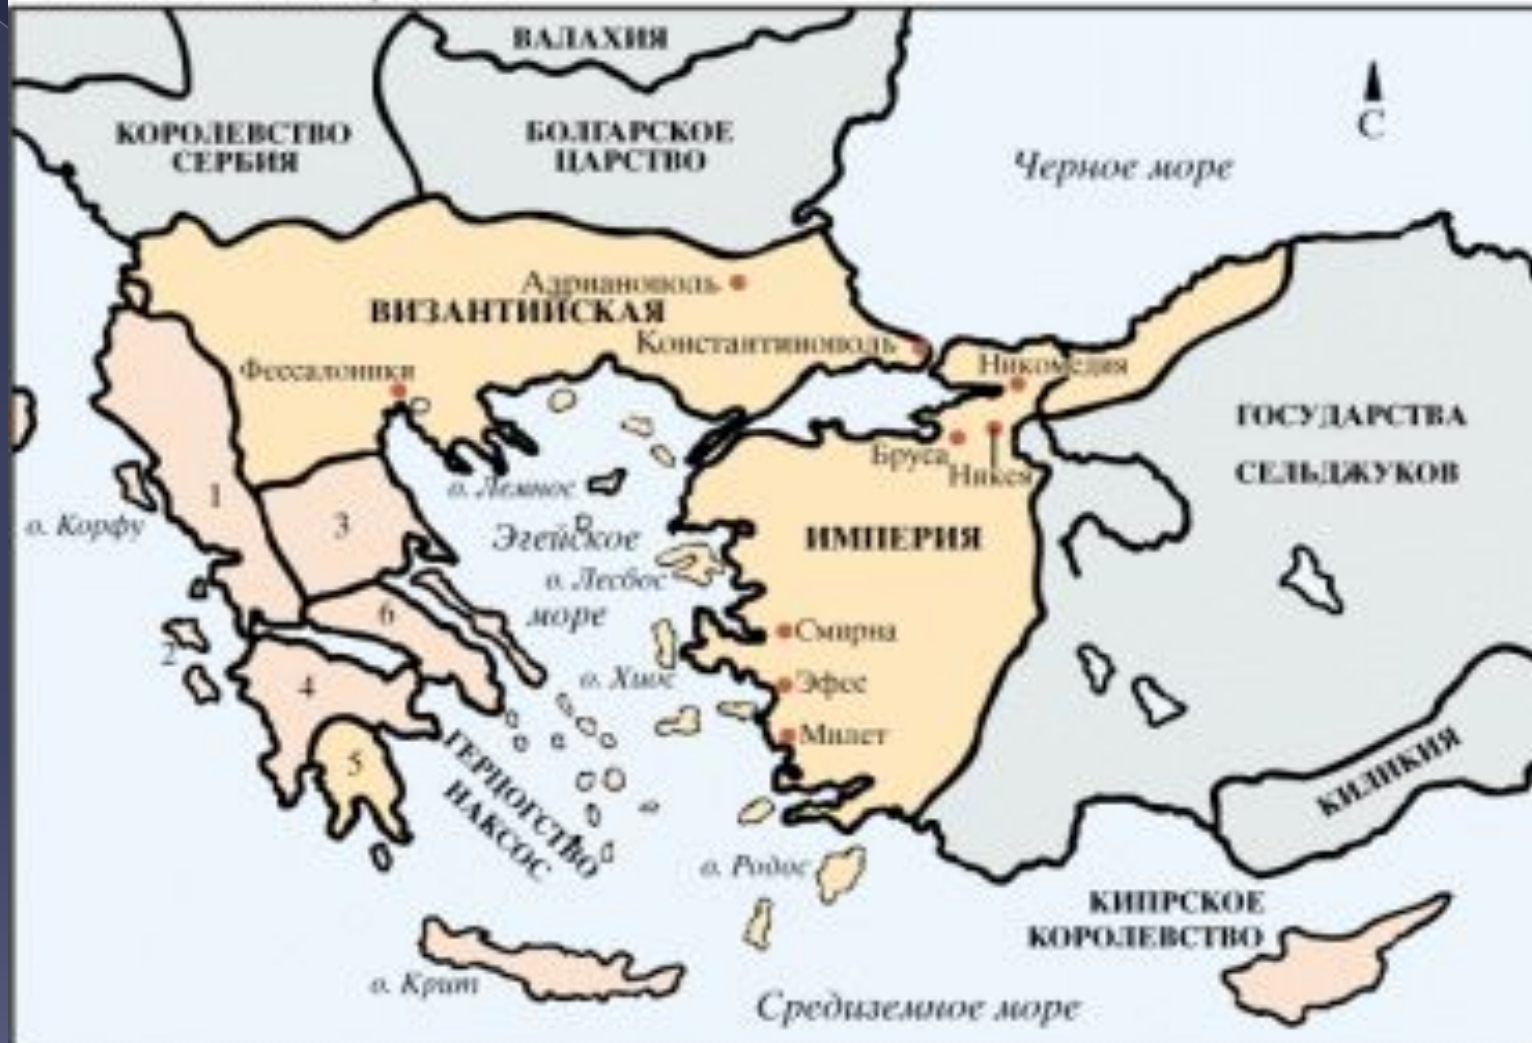 ВАЛАХИЯ
КОРОЛЕВСТВО
СЕРБИЯ
БОЛГАРСКОЕ
ЦАРСТВО
С
Черное море
Адрианополь
ВИЗАНТИЙСКАЯ
Константинополь
Фессалоники
Никомедия
ГОСУДАРСТВА
СЕЛЬДЖУКОВ
Бруса
Никея
о. Лемнос
1
о. Корфу
3
Эгейское
ИМПЕРИЯ
о. Лесбос
море
6
Смирна
2
о. Хиос
Эфес
4
Милет
5
ГЕРЦОГСТВО
НАКСОС
КИЛИКИЯ
о. Родос
КИПРСКОЕ
КОРОЛЕВСТВО
о. Крит
Средиземное море